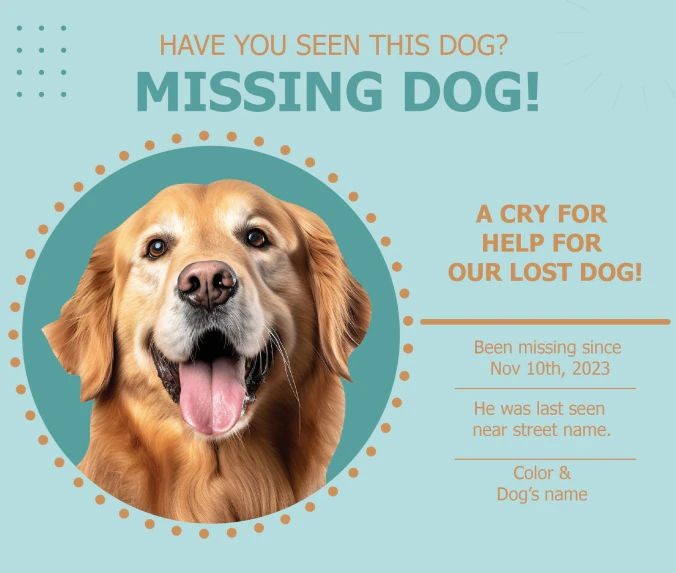 HAVE YOU SEEN THIS DOG?
MISSING DOG!
A CRY FOR
HELP FOR
OUR LOST DOG!
Been missing since
Nov 10th, 2023
He was last seen
near street name.
Color &
Dog's name